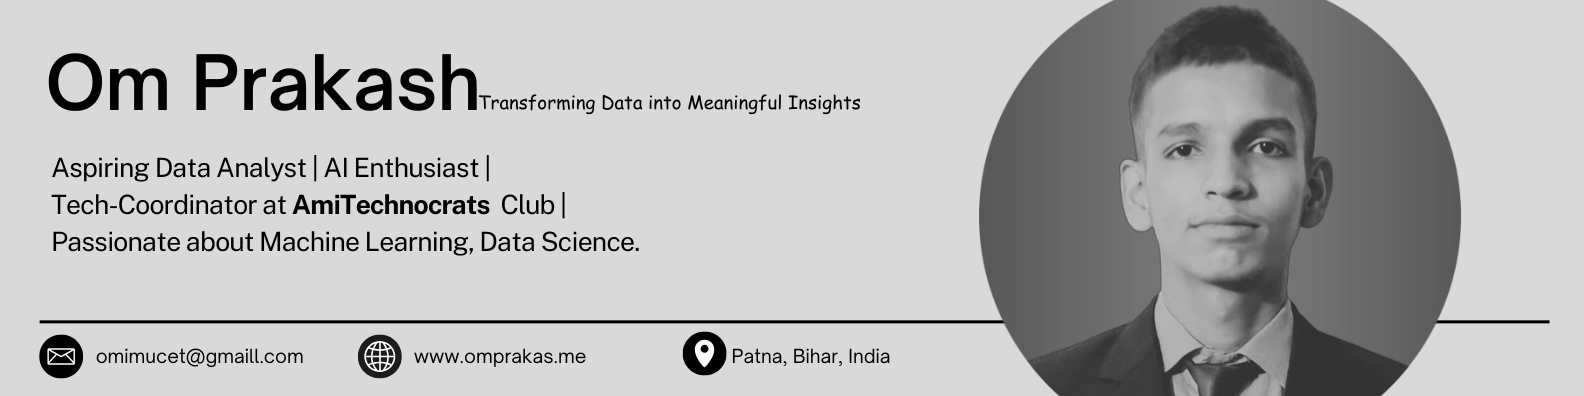 Om Prakash Transforming Data into Meaningful Insights
Aspiring Data Analyst | AI Enthusiast |
Tech-Coordinator at AmiTechnocrats Club |
Passionate about Machine Learning, Data Science.
omimucet@gmaill.com www.omprakas.me Patna, Bihar, India